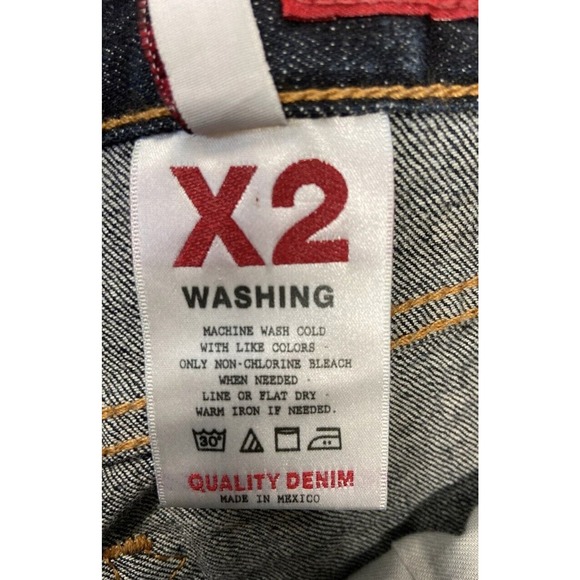 X2
WASHING
MACHINE WASH COLD
WITH LIKE COLORS ·
ONLY NON-CHLORINE BLEACH
WHEN NEEDED ·
LINE OR FLAT DRY ·
WARM IRON IF NEEDED.
30°
QUALITY DENIM
MADE IN MEXICO